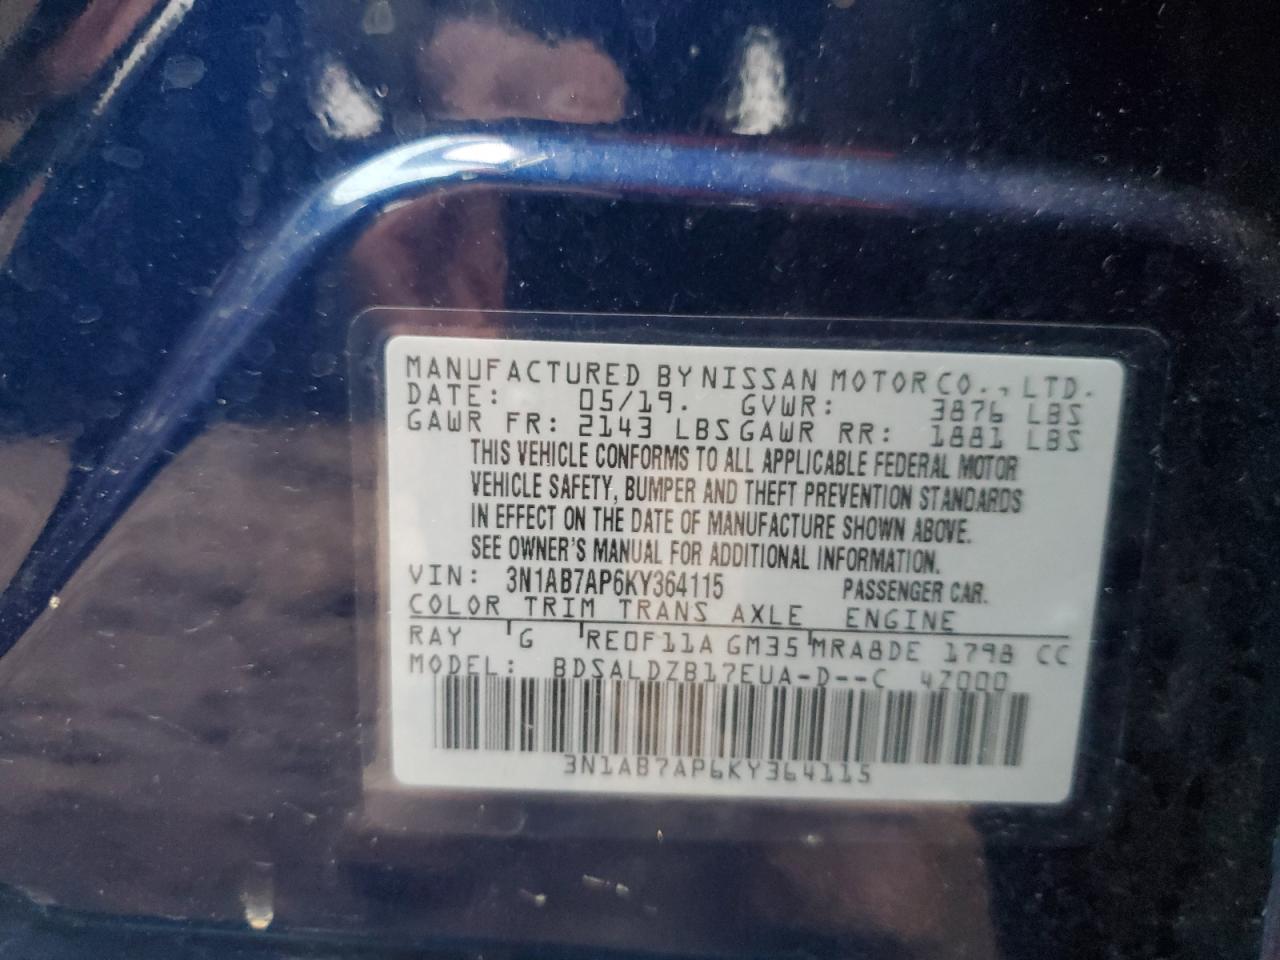 MANUFACTURED BY NISSAN MOTOR CO., LTD.
DATE: 05/19. GVWR: 3876 LBS
GAWR FR: 2143 LBS GAWR RR: 1881 LBS
THIS VEHICLE CONFORMS TO ALL APPLICABLE FEDERAL MOTOR
VEHICLE SAFETY, BUMPER AND THEFT PREVENTION STANDARDS
IN EFFECT ON THE DATE OF MANUFACTURE SHOWN ABOVE.
SEE OWNER'S MANUAL FOR ADDITIONAL INFORMATION.
VIN: 3N1AB7AP6KY364115 PASSENGER CAR.
COLOR TRIM TRANS AXLE ENGINE
RAY G RE0F11A GM35 MRA8DE 1798 CC
MODEL: BDSALDZB17EUA-D--C 4Z000
3N1AB7AP6KY364115